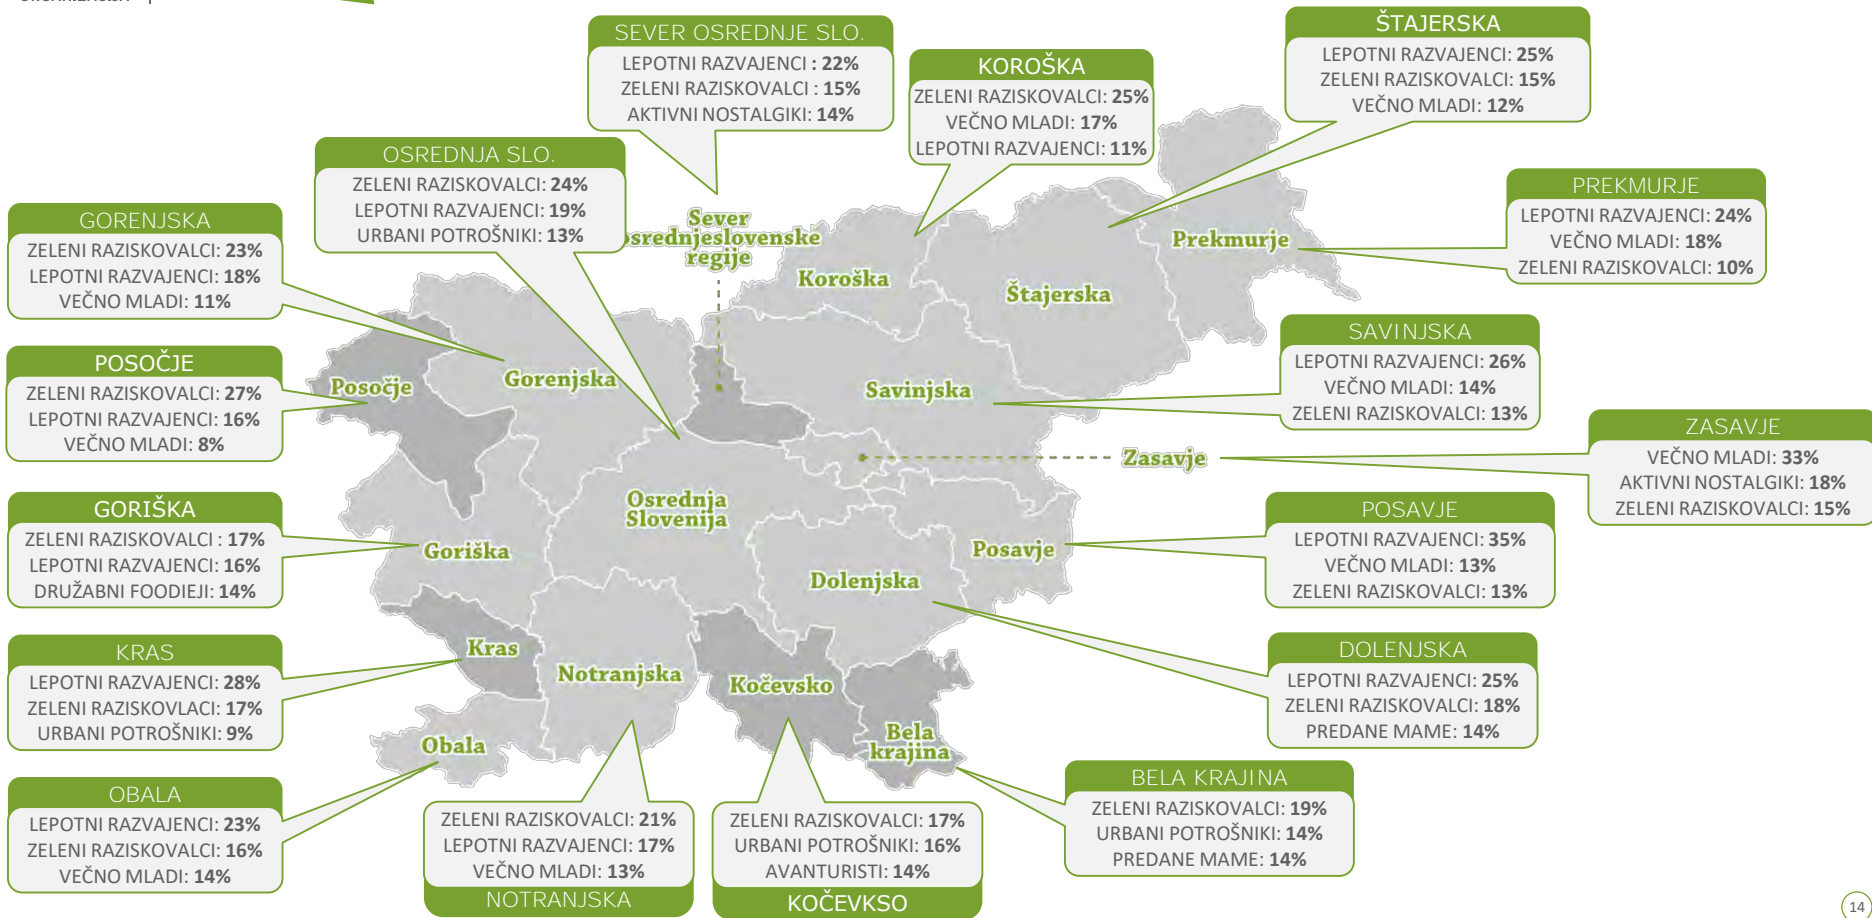 SEVER OSREDNJE SLO.
LEPOTNI RAZVAJENCI : 22%
ZELENI RAZISKOVALCI : 15%
AKTIVNI NOSTALGIKI: 14%
KOROŠKA
ZELENI RAZISKOVALCI: 25%
VEČNO MLADI: 17%
LEPOTNI RAZVAJENCI: 11%
ŠTAJERSKA
LEPOTNI RAZVAJENCI: 25%
ZELENI RAZISKOVALCI: 15%
VEČNO MLADI: 12%
OSREDNJA SLO.
ZELENI RAZISKOVALCI: 24%
LEPOTNI RAZVAJENCI: 19%
URBANI POTROŠNIKI: 13%
PREKMURJE
LEPOTNI RAZVAJENCI: 24%
VEČNO MLADI: 18%
ZELENI RAZISKOVALCI: 10%
GORENJSKA
ZELENI RAZISKOVALCI: 23%
LEPOTNI RAZVAJENCI: 18%
VEČNO MLADI: 11%
POSOČJE
ZELENI RAZISKOVALCI: 27%
LEPOTNI RAZVAJENCI: 16%
VEČNO MLADI: 8%
SAVINJSKA
LEPOTNI RAZVAJENCI: 26%
VEČNO MLADI: 14%
ZELENI RAZISKOVALCI: 13%
ZASAVJE
VEČNO MLADI: 33%
AKTIVNI NOSTALGIKI: 18%
ZELENI RAZISKOVALCI: 15%
GORIŠKA
ZELENI RAZISKOVALCI : 17%
LEPOTNI RAZVAJENCI: 16%
DRUŽABNI FOODIEJI: 14%
POSAVJE
LEPOTNI RAZVAJENCI: 35%
VEČNO MLADI: 13%
ZELENI RAZISKOVALCI: 13%
KRAS
LEPOTNI RAZVAJENCI: 28%
ZELENI RAZISKOVLACI: 17%
URBANI POTROŠNIKI: 9%
DOLENJSKA
LEPOTNI RAZVAJENCI: 25%
ZELENI RAZISKOVALCI: 18%
PREDANE MAME: 14%
OBALA
LEPOTNI RAZVAJENCI: 23%
ZELENI RAZISKOVALCI: 16%
VEČNO MLADI: 14%
ZELENI RAZISKOVALCI: 21%
LEPOTNI RAZVAJENCI: 17%
VEČNO MLADI: 13%
NOTRANJSKA
ZELENI RAZISKOVALCI: 17%
URBANI POTROŠNIKI: 16%
AVANTURISTI: 14%
KOČEVKSO
BELA KRAJINA
ZELENI RAZISKOVALCI: 19%
URBANI POTROŠNIKI: 14%
PREDANE MAME: 14%
Sever
osrednjeslovenske
regije
Koroška
Štajerska
Prekmurje
Posočje
Gorenjska
Savinjska
Zasavje
Osrednja
Slovenija
Goriška
Dolenjska
Posavje
Kras
Notranjska
Kočevsko
Obala
Bela
krajina
14